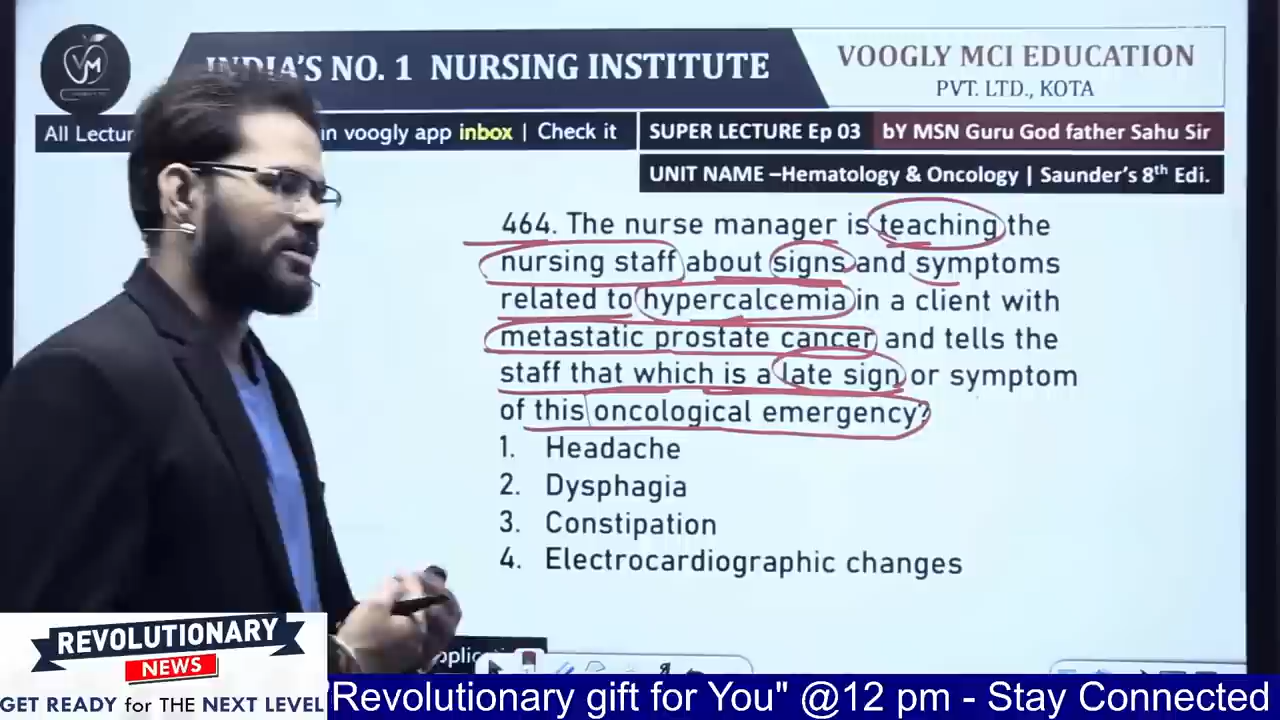 VM
INDIA'S NO. 1 NURSING INSTITUTE
VOOGLY MCI EDUCATION
PVT. LTD., KOTA
All Lectur
in voogly app inbox | Check it
SUPER LECTURE Ep 03
bY MSN Guru God father Sahu Sir
UNIT NAME –Hematology & Oncology | Saunder's 8th Edi.
464. The nurse manager is teaching the
nursing staff about signs and symptoms
related to hypercalcemia in a client with
metastatic prostate cancer and tells the
staff that which is a late sign or symptom
of this oncological emergency?
1. Headache
2. Dysphagia
3. Constipation
4. Electrocardiographic changes
REVOLUTIONARY
NEWS
GET READY for THE NEXT LEVEL
"Revolutionary gift for You" @12 pm - Stay Connected